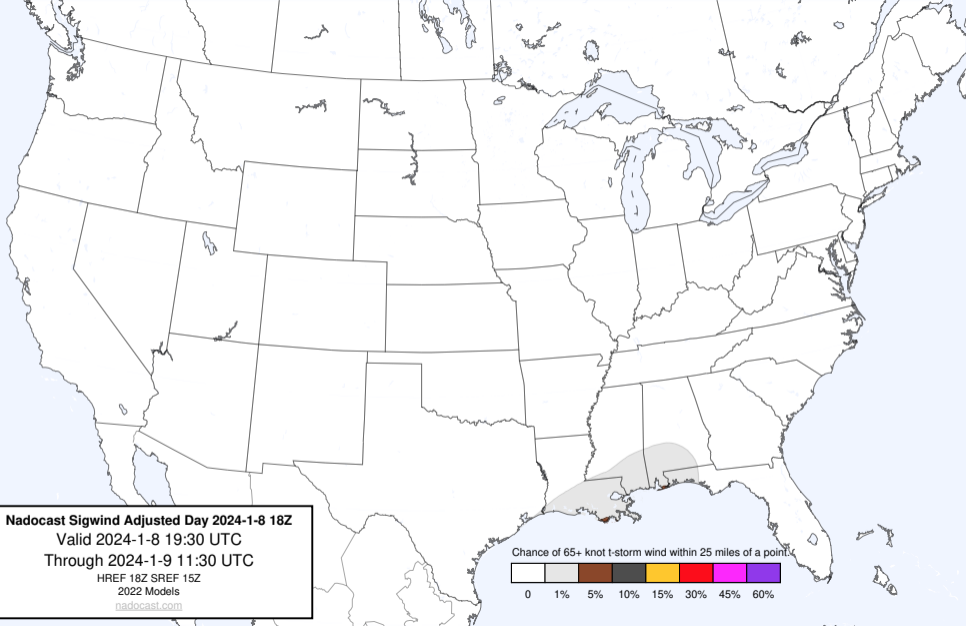 Nadocast Sigwind Adjusted Day 2024-1-8 18Z
Valid 2024-1-8 19:30 UTC
Through 2024-1-9 11:30 UTC
HREF 18Z SREF 15Z
2022 Models
nadocast.com
Chance of 65+ knot t-storm wind within 25 miles of a point.
0 1% 5% 10% 15% 30% 45% 60%